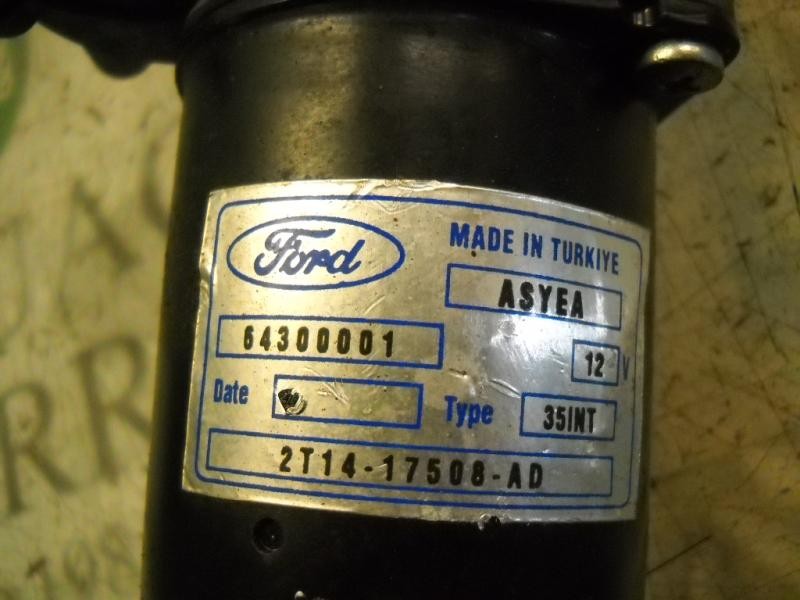 Ford
MADE IN TURKIYE
ASYEA
64300001
12 V
Date
Type 35INT
2T14-17508-AD